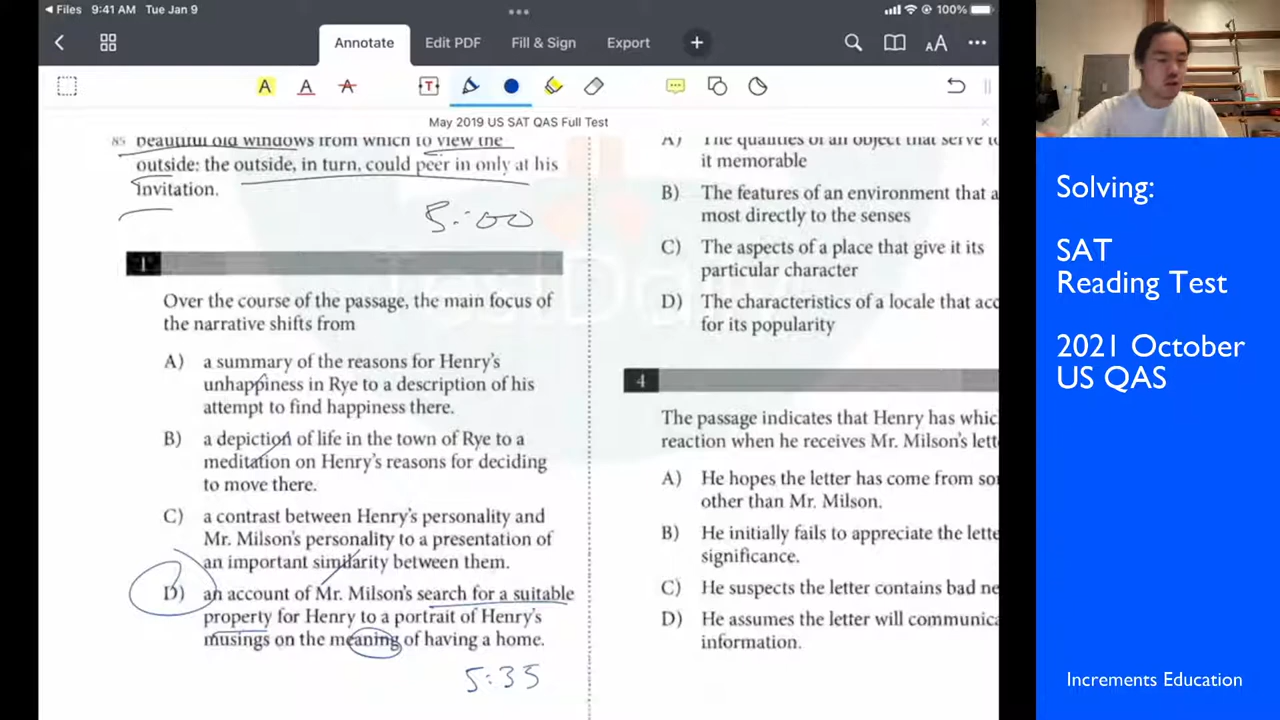 Files 9:41 AM Tue Jan 9
100%
Annotate
Edit PDF
Fill & Sign
Export
May 2019 US SAT QAS Full Test
85 beautiful old windows from which to view the
outside: the outside, in turn, could peer in only at his
invitation.
5:00
1
Over the course of the passage, the main focus of
the narrative shifts from
A) a summary of the reasons for Henry's
unhappiness in Rye to a description of his
attempt to find happiness there.
B) a depiction of life in the town of Rye to a
meditation on Henry's reasons for deciding
to move there.
C) a contrast between Henry's personality and
Mr. Milson's personality to a presentation of
an important similarity between them.
D) an account of Mr. Milson's search for a suitable
property for Henry to a portrait of Henry's
musings on the meaning of having a home.
5:35
A) The qualities of an object that serve to
it memorable
B) The features of an environment that a
most directly to the senses
C) The aspects of a place that give it its
particular character
D) The characteristics of a locale that acc
for its popularity
4
The passage indicates that Henry has whic
reaction when he receives Mr. Milson's lett
A) He hopes the letter has come from so
other than Mr. Milson.
B) He initially fails to appreciate the lette
significance.
C) He suspects the letter contains bad ne
D) He assumes the letter will communica
information.
Solving:
SAT
Reading Test
2021 October
US QAS
Increments Education